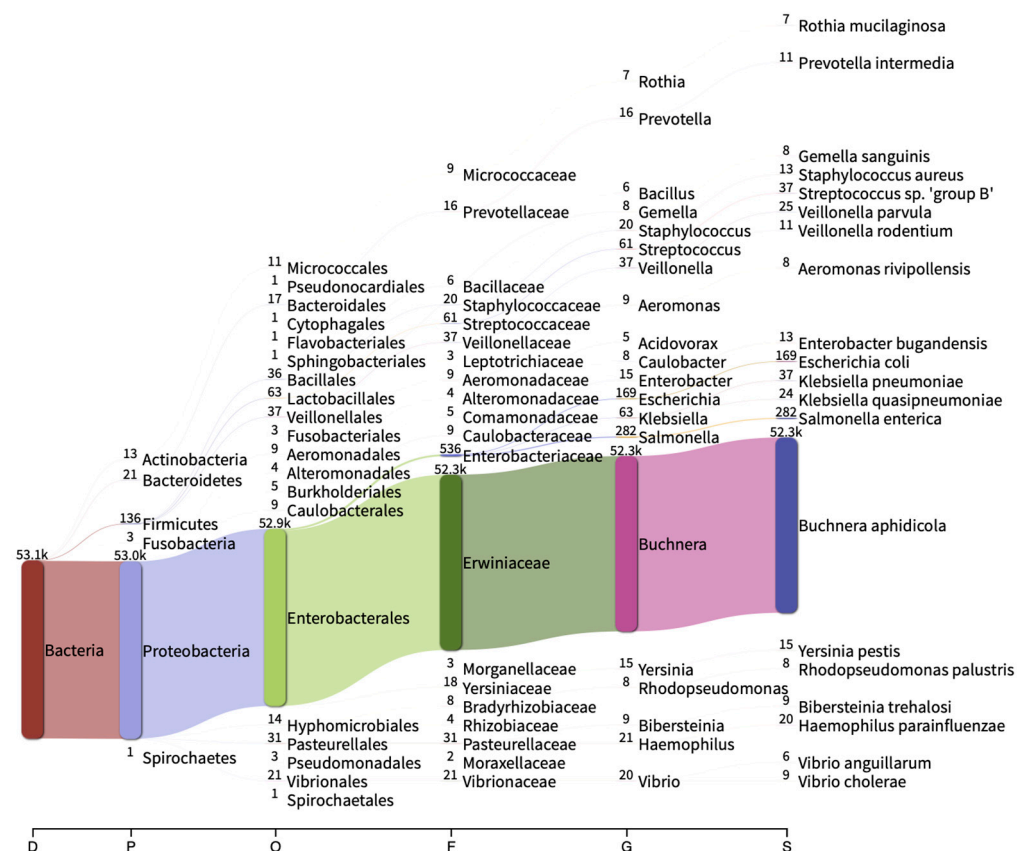 7 Rothia mucilaginosa
11 Prevotella intermedia
7 Rothia
16 Prevotella
8 Gemella sanguinis
9 Micrococcaceae
13 Staphylococcus aureus
6 Bacillus
37 Streptococcus sp. 'group B'
16 Prevotellaceae
8 Gemella
25 Veillonella parvula
20 Staphylococcus
11 Veillonella rodentium
61 Streptococcus
11 Micrococcales
37 Veillonella
8 Aeromonas rivipollensis
1 Pseudonocardiales
6 Bacillaceae
17 Bacteroidales
20 Staphylococcaceae
9 Aeromonas
1 Cytophagales
61 Streptococcaceae
1 Flavobacteriales
37 Veillonellaceae
5 Acidovorax
13 Enterobacter bugandensis
1 Sphingobacteriales
3 Leptotrichiaceae
8 Caulobacter
169 Escherichia coli
36 Bacillales
9 Aeromonadaceae
15 Enterobacter
37 Klebsiella pneumoniae
63 Lactobacillales
4 Alteromonadaceae
169 Escherichia
24 Klebsiella quasipneumoniae
37 Veillonellales
5 Comamonadaceae
63 Klebsiella
282 Salmonella enterica
3 Fusobacteriales
9 Caulobacteraceae
282 Salmonella
9 Aeromonadales
536 Enterobacteriaceae
13 Actinobacteria
4 Alteromonadales
21 Bacteroidetes
5 Burkholderiales
9 Caulobacterales
136 Firmicutes
3 Fusobacteria
53.1k Bacteria
53.0k Proteobacteria
52.9k Enterobacterales
52.3k Erwiniaceae
52.3k Buchnera
52.3k Buchnera aphidicola
15 Yersinia pestis
3 Morganellaceae
15 Yersinia
8 Rhodopseudomonas palustris
18 Yersiniaceae
8 Rhodopseudomonas
8 Bradyrhizobiaceae
9 Bibersteinia trehalosi
14 Hyphomicrobiales
4 Rhizobiaceae
9 Bibersteinia
20 Haemophilus parainfluenzae
31 Pasteurellales
31 Pasteurellaceae
21 Haemophilus
1 Spirochaetes
3 Pseudomonadales
2 Moraxellaceae
6 Vibrio anguillarum
21 Vibrionales
21 Vibrionaceae
20 Vibrio
9 Vibrio cholerae
1 Spirochaetales
D P O F G S